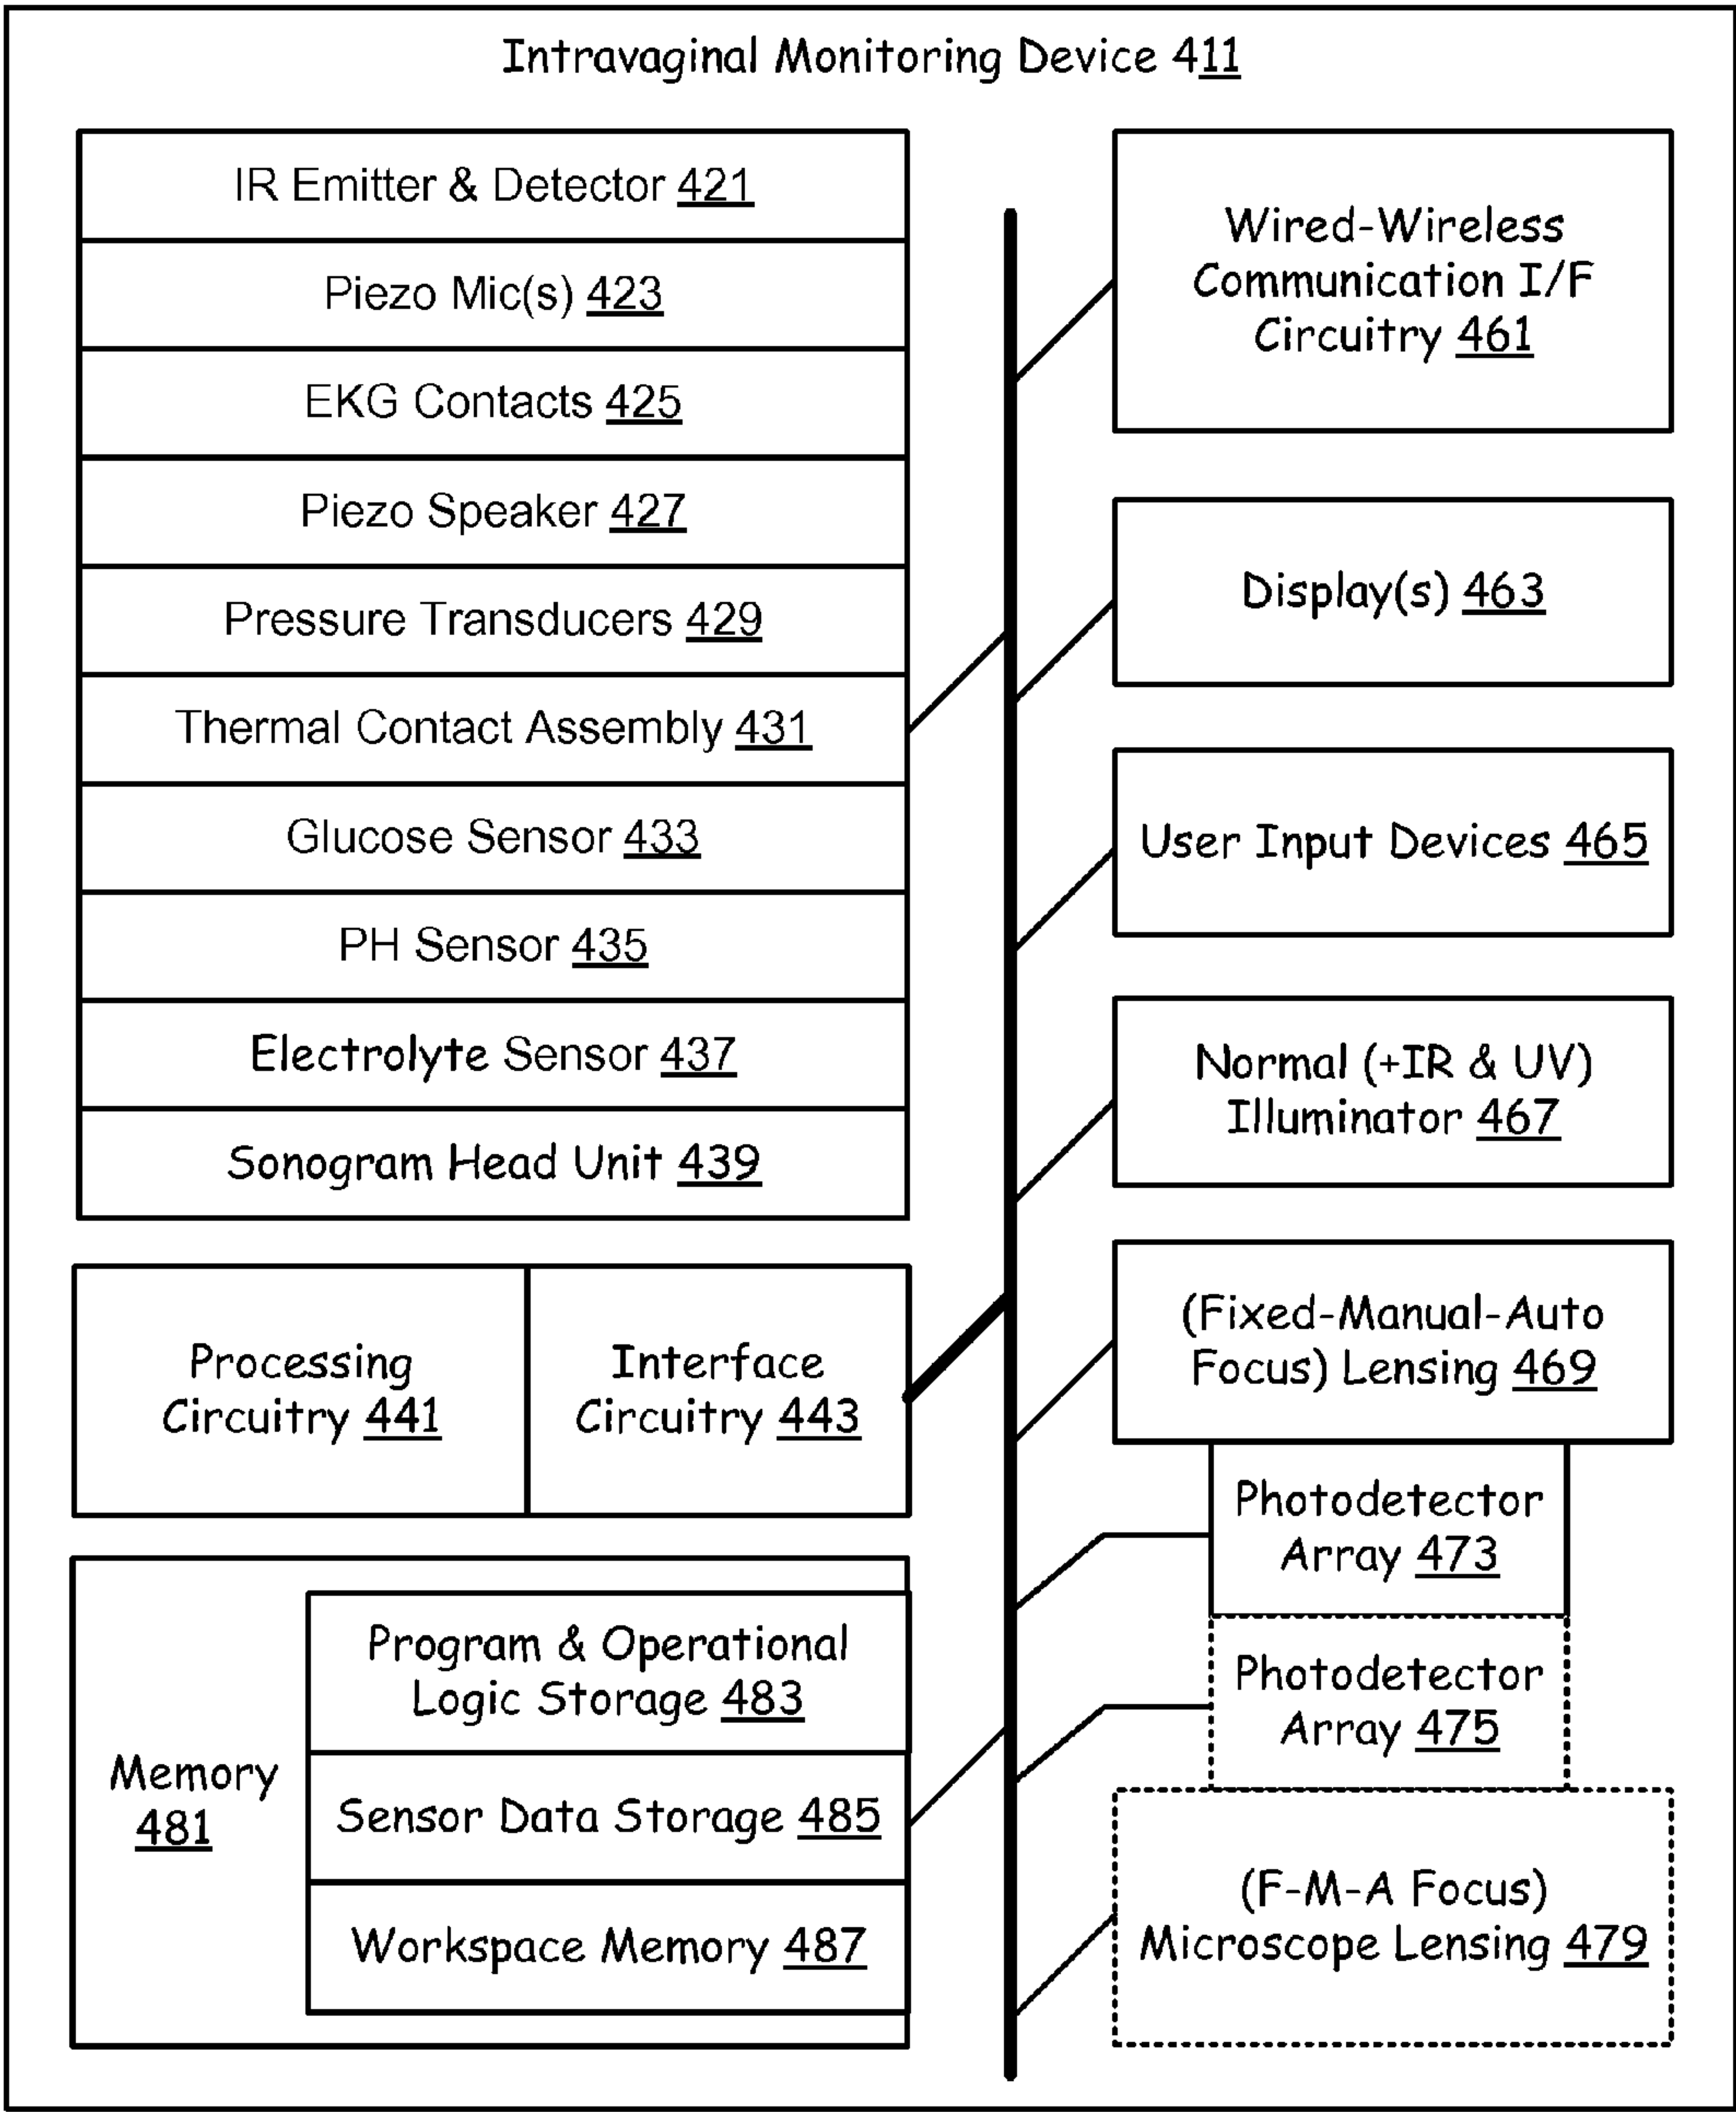 Intravaginal Monitoring Device 411
IR Emitter & Detector 421
Piezo Mic(s) 423
EKG Contacts 425
Piezo Speaker 427
Pressure Transducers 429
Thermal Contact Assembly 431
Glucose Sensor 433
PH Sensor 435
Electrolyte Sensor 437
Sonogram Head Unit 439
Processing
Circuitry 441
Interface
Circuitry 443
Memory
481
Program & Operational
Logic Storage 483
Sensor Data Storage 485
Workspace Memory 487
Wired-Wireless
Communication I/F
Circuitry 461
Display(s) 463
User Input Devices 465
Normal (+IR & UV)
Illuminator 467
(Fixed-Manual-Auto
Focus) Lensing 469
Photodetector
Array 473
Photodetector
Array 475
(F-M-A Focus)
Microscope Lensing 479